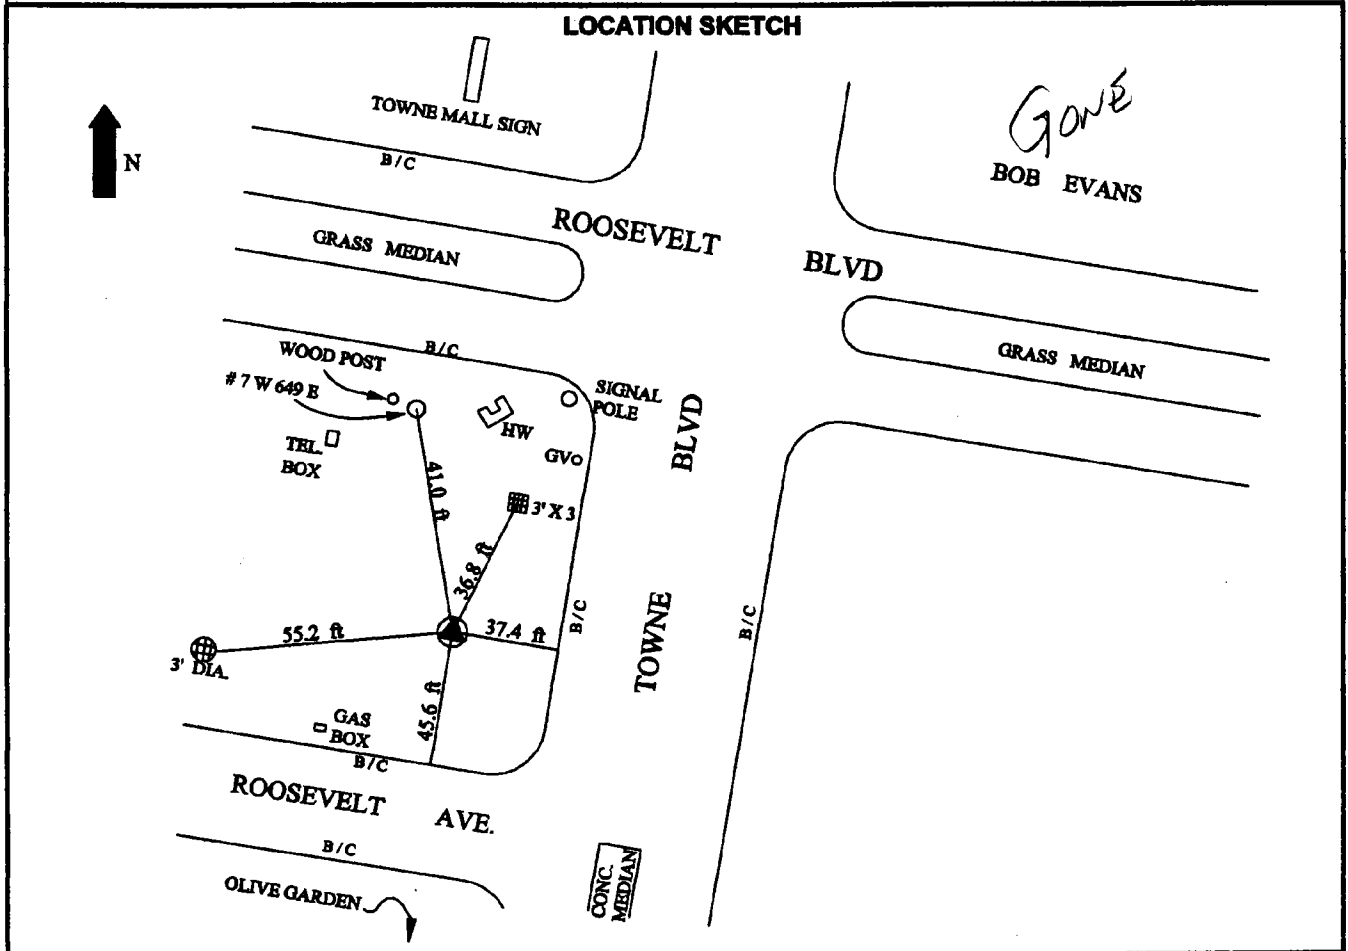 LOCATION SKETCH
TOWNE MALL SIGN
GONE
BOB EVANS
N
B/C
ROOSEVELT BLVD
GRASS MEDIAN
B/C
GRASS MEDIAN
WOOD POST
# 7 W 649 E
SIGNAL
POLE
BLVD
HW
TEL.
BOX
GV
41.0 ft
3' X 3
36.8 ft
TOWNE
B/C
B/C
55.2 ft
37.4 ft
3' DIA.
45.6 ft
GAS
BOX
B/C
ROOSEVELT AVE.
B/C
CONC.
MEDIAN
OLIVE GARDEN